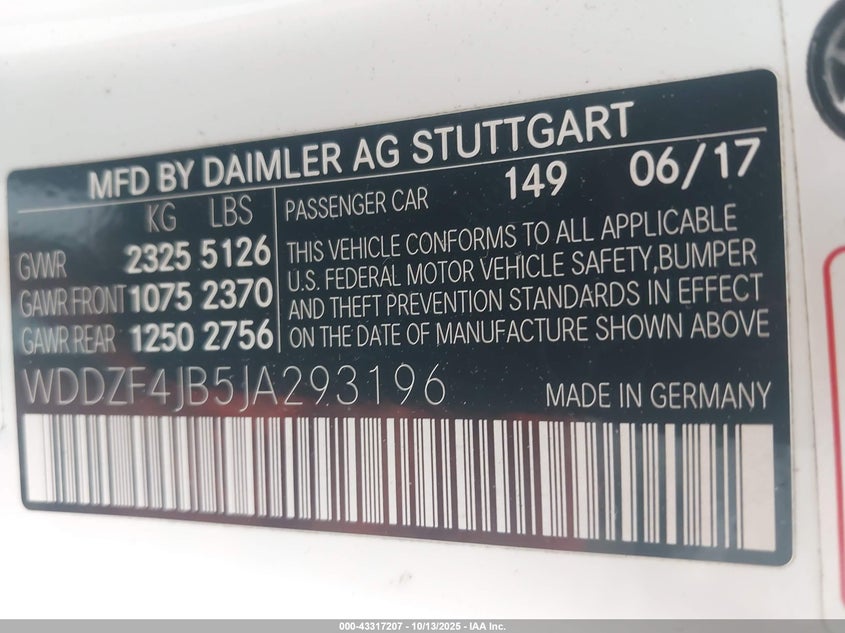 MFD BY DAIMLER AG STUTTGART
KG LBS
GVWR 2325 5126
GAWR FRONT 1075 2370
GAWR REAR 1250 2756
PASSENGER CAR 149 06/17
THIS VEHICLE CONFORMS TO ALL APPLICABLE
U.S. FEDERAL MOTOR VEHICLE SAFETY, BUMPER
AND THEFT PREVENTION STANDARDS IN EFFECT
ON THE DATE OF MANUFACTURE SHOWN ABOVE
WDDZF4JB5JA293196 MADE IN GERMANY
000-43317207 - 10/13/2025 - IAA Inc.